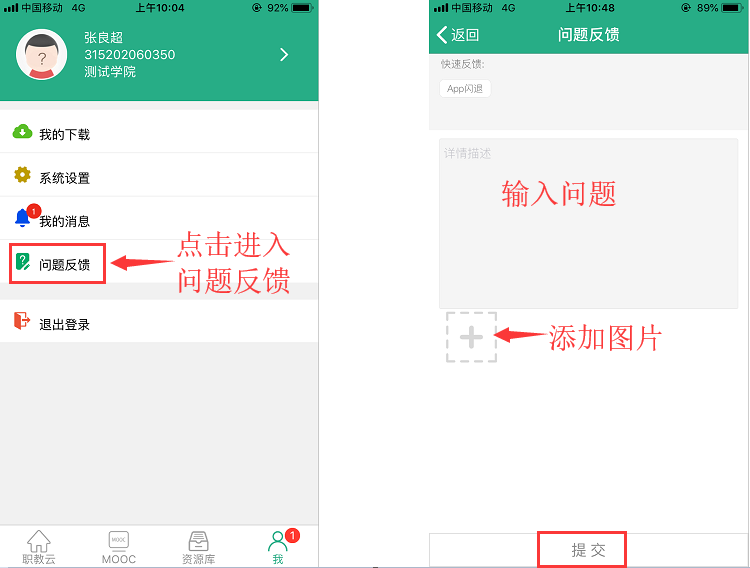 中国移动 4G 上午10:04 92%
张良超
315202060350
测试学院
?
我的下载
系统设置
1
我的消息
?
问题反馈
点击进入
问题反馈
退出登录
职教云
MOOC
MOOC
资源库
1
我
中国移动 4G 上午10:48 89%
返回 问题反馈
快速反馈:
App闪退
详情描述
输入问题
添加图片
提交